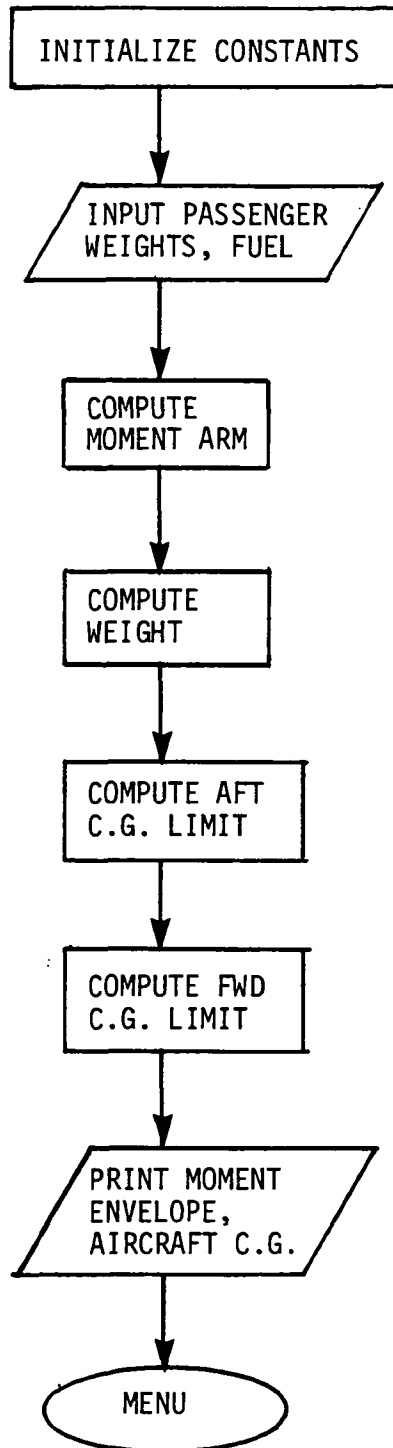 INITIALIZE CONSTANTS
INPUT PASSENGER
WEIGHTS, FUEL
COMPUTE
MOMENT ARM
COMPUTE
WEIGHT
COMPUTE AFT
C.G. LIMIT
COMPUTE FWD
C.G. LIMIT
PRINT MOMENT
ENVELOPE,
AIRCRAFT C.G.
MENU